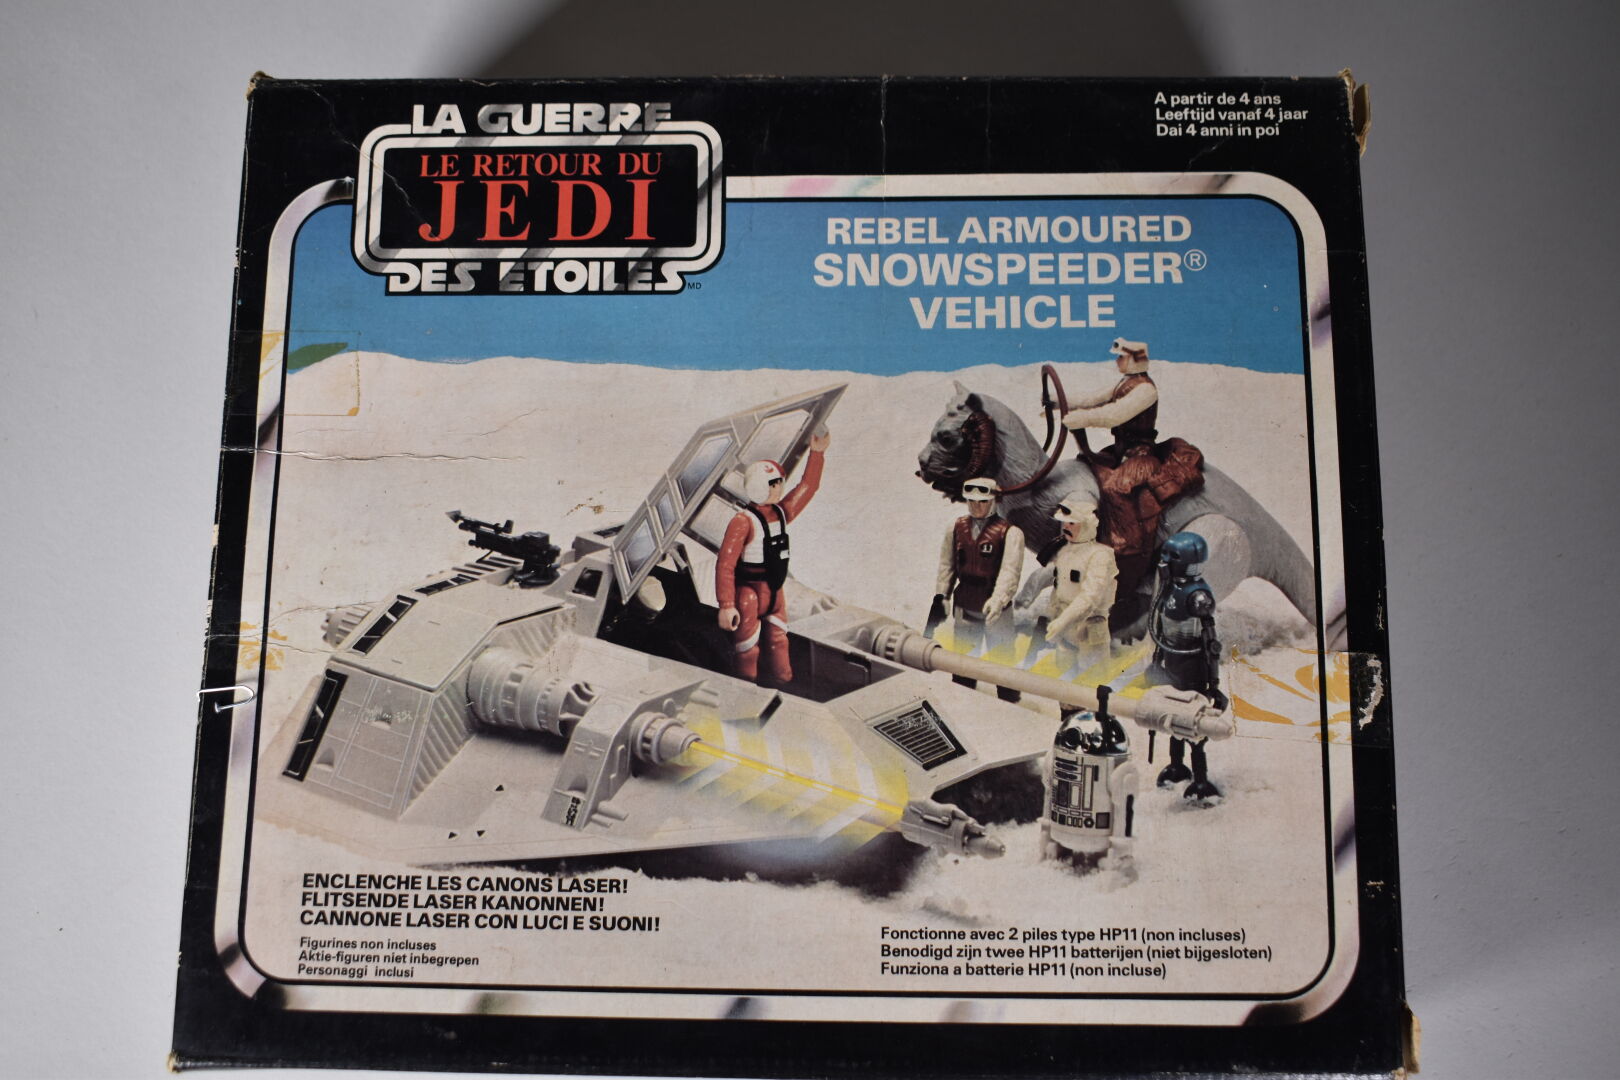 LA GUERRE
LE RETOUR DU
JEDI
DES ETOILES MD
A partir de 4 ans
Leeftijd vanaf 4 jaar
Dai 4 anni in poi
REBEL ARMOURED
SNOWSPEEDER®
VEHICLE
ENCLENCHE LES CANONS LASER!
FLITSENDE LASER KANONNEN!
CANNONE LASER CON LUCI E SUONI!
Figurines non incluses
Aktie-figuren niet inbegrepen
Personaggi inclusi
Fonctionne avec 2 piles type HP11 (non incluses)
Benodigd zijn twee HP11 batterijen (niet bijgesloten)
Funziona a batterie HP11 (non incluse)